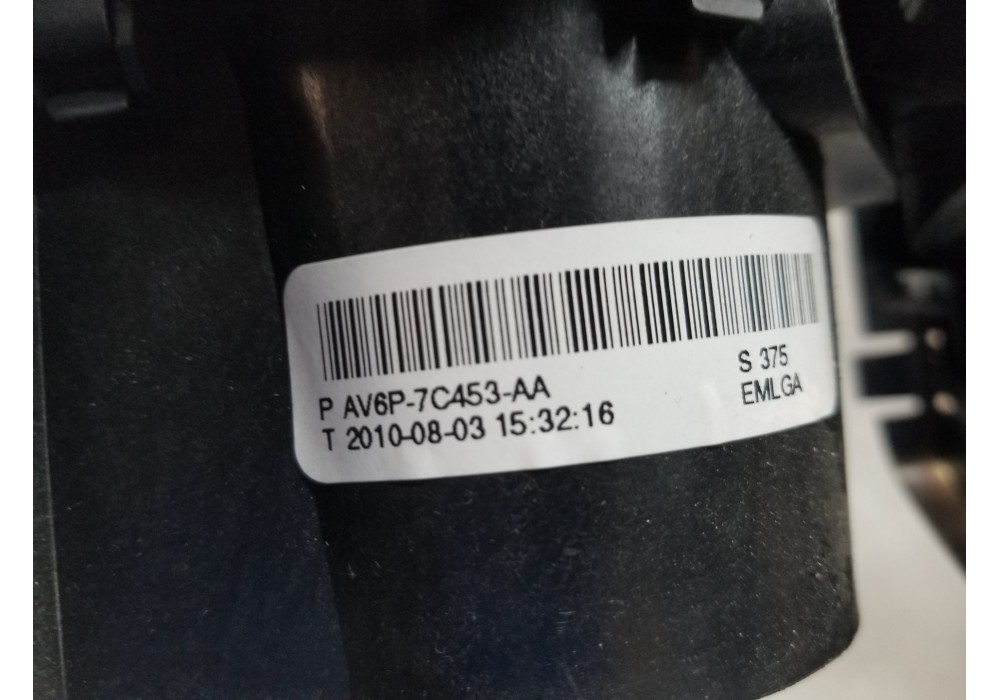 P AV6P-7C453-AA
T 2010-08-03 15:32:16
S 375
EMLGA